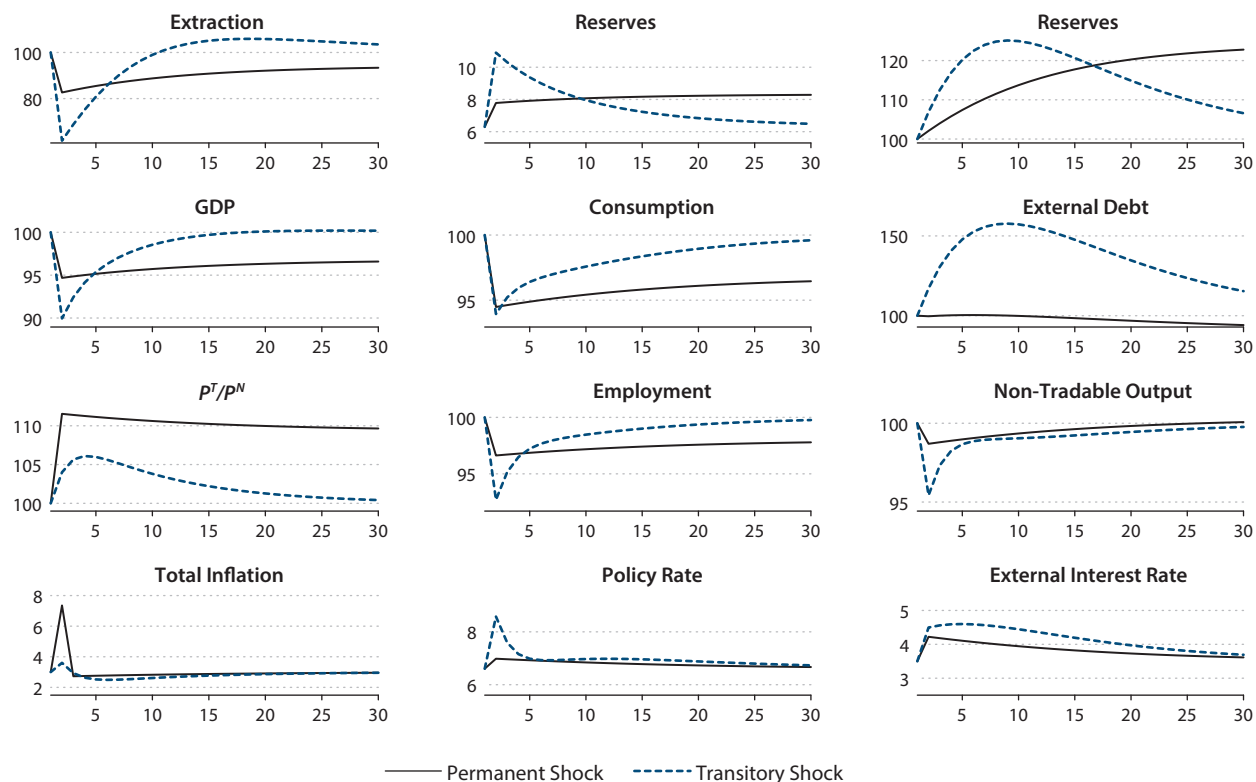 Extraction
100
80
5 10 15 20 25 30
Reserves
10
8
6
5 10 15 20 25 30
Reserves
120
110
100
5 10 15 20 25 30
GDP
100
95
90
5 10 15 20 25 30
Consumption
100
95
5 10 15 20 25 30
External Debt
150
100
5 10 15 20 25 30
P^T/P^N
110
105
100
5 10 15 20 25 30
Employment
100
95
5 10 15 20 25 30
Non-Tradable Output
100
95
5 10 15 20 25 30
Total Inflation
8
6
4
2
5 10 15 20 25 30
Policy Rate
8
6
5 10 15 20 25 30
External Interest Rate
5
4
3
5 10 15 20 25 30
Permanent Shock Transitory Shock